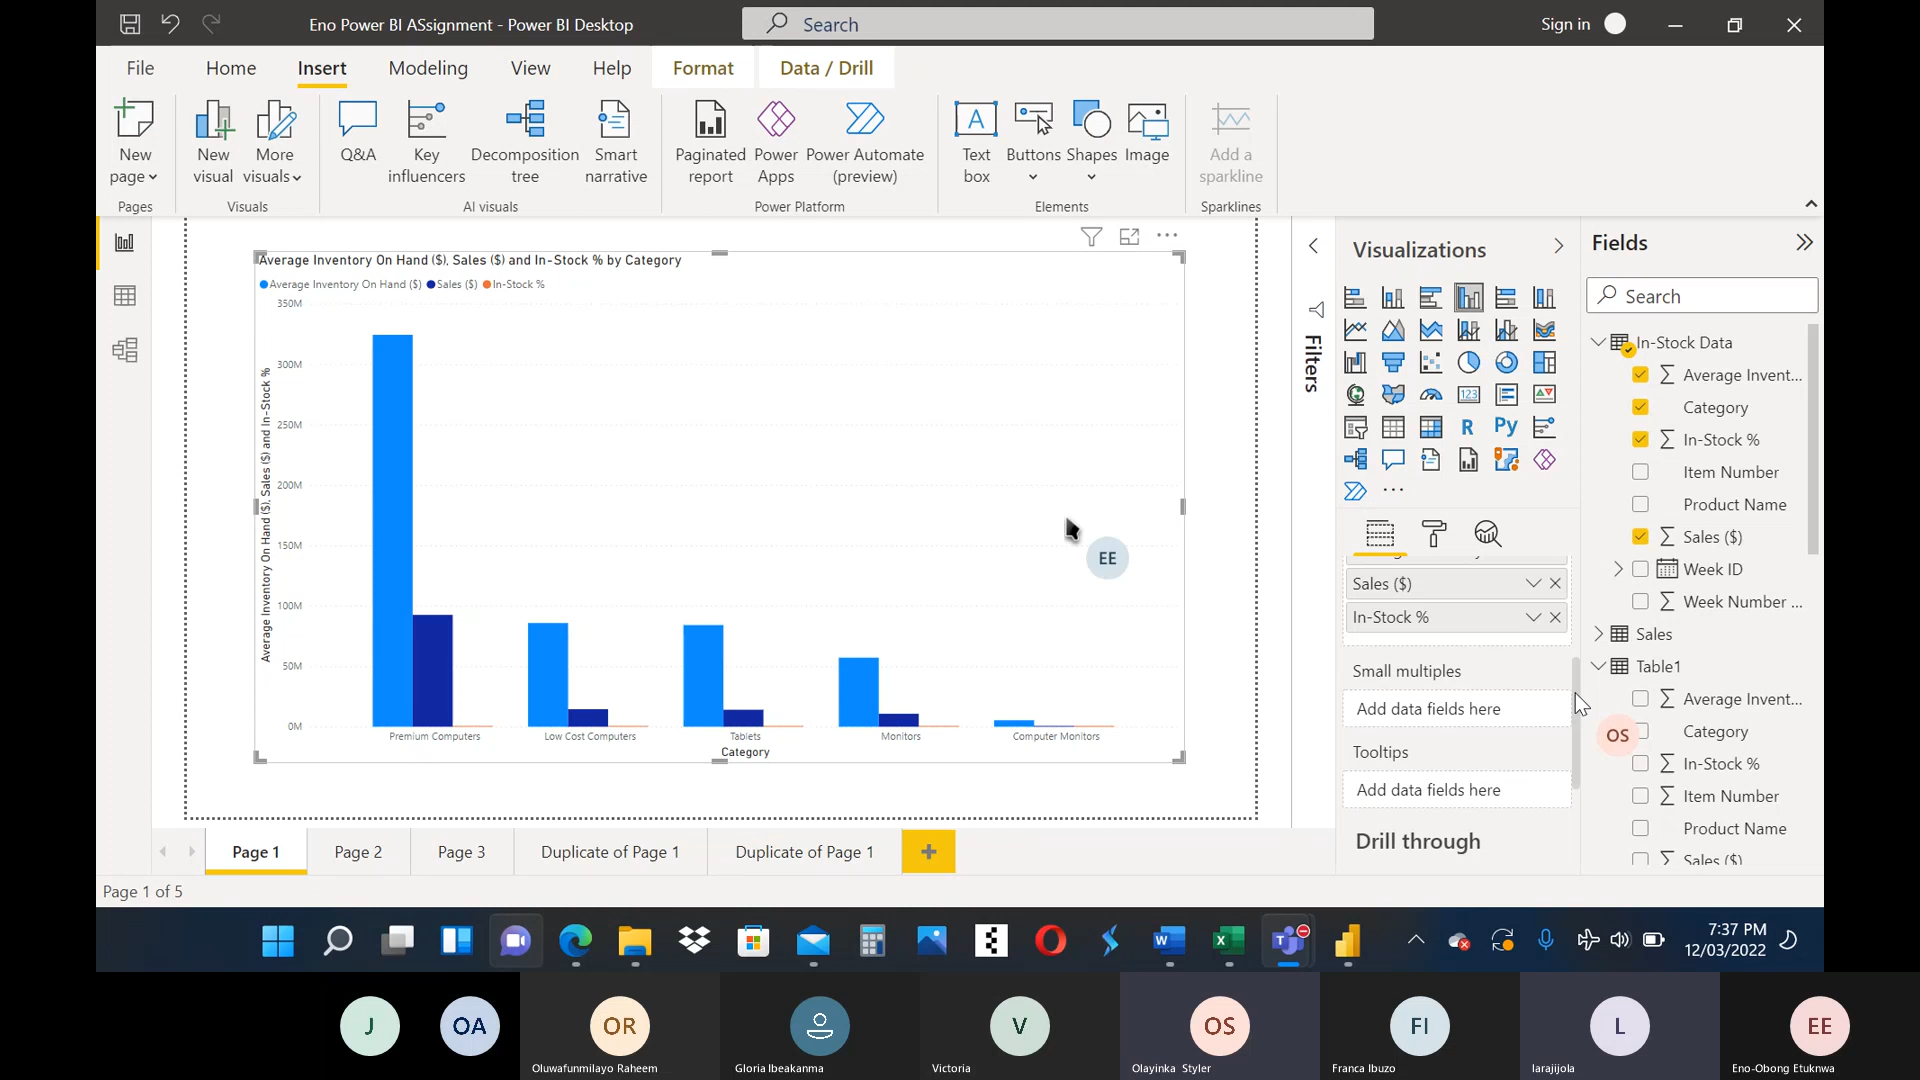 Eno Power BI ASsignment - Power BI Desktop
Search
Sign in
File
Home
Insert
Modeling
View
Help
Format
Data / Drill
New page
New visual
More visuals
Q&A
Key influencers
Decomposition tree
Smart narrative
Paginated report
Power Apps
Power Automate (preview)
A
Text box
Buttons
Shapes
Image
Add a sparkline
Pages
Visuals
AI visuals
Power Platform
Elements
Sparklines
Average Inventory On Hand ($), Sales ($) and In-Stock % by Category
Average Inventory On Hand ($)
Sales ($)
In-Stock %
350M
300M
250M
200M
150M
100M
50M
0M
Average Inventory On Hand ($), Sales ($) and In-Stock %
Premium Computers
Low Cost Computers
Tablets
Monitors
Computer Monitors
Category
EE
Filters
Visualizations
123
R
Py
Sales ($)
In-Stock %
Small multiples
Add data fields here
Tooltips
Add data fields here
Drill through
Fields
Search
In-Stock Data
Average Invent...
Category
In-Stock %
Item Number
Product Name
Sales ($)
Week ID
Week Number ...
Sales
Table1
Average Invent...
OS
Category
In-Stock %
Item Number
Product Name
Sales ($)
Page 1
Page 2
Page 3
Duplicate of Page 1
Duplicate of Page 1
Page 1 of 5
7:37 PM
12/03/2022
J
OA
OR
V
OS
FI
L
EE
Oluwafunmilayo Raheem
Gloria Ibeakanma
Victoria
Olayinka Styler
Franca Ibuzo
larajijola
Eno-Obong Etuknwa